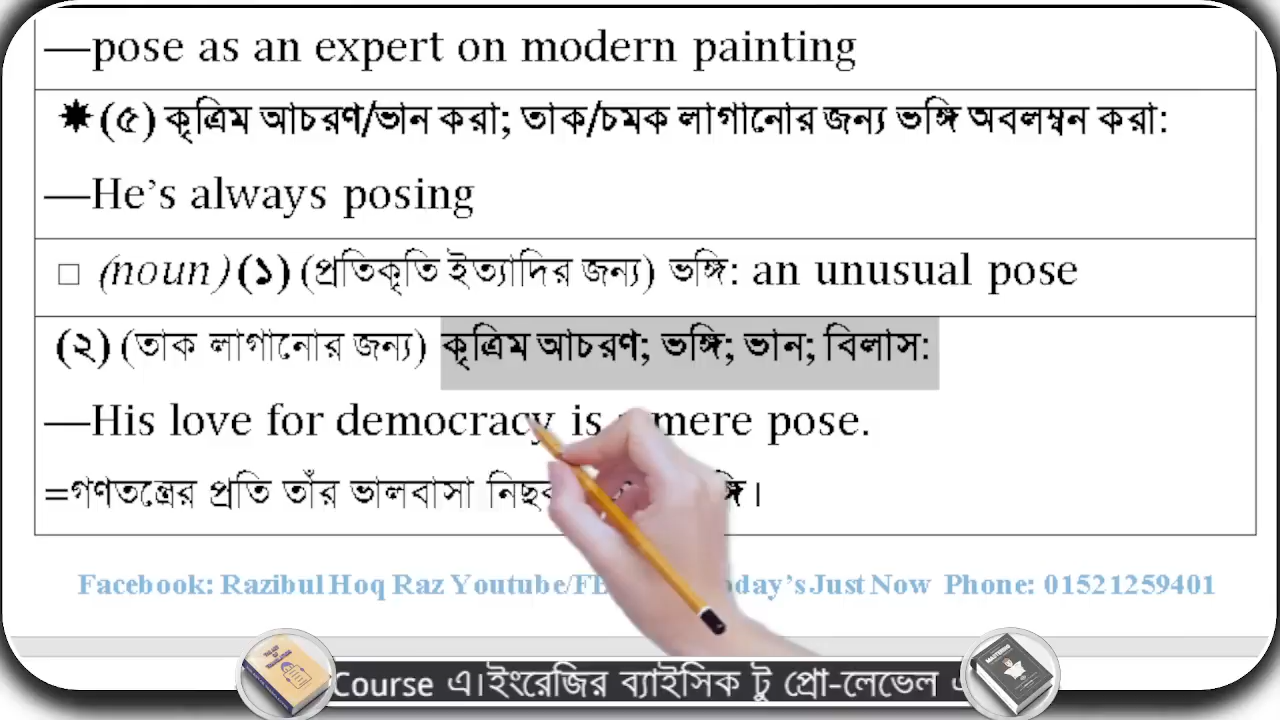 —pose as an expert on modern painting
✷(৫) কৃত্রিম আচরণ/ভান করা; তাক/চমক লাগানোর জন্য ভঙ্গি অবলম্বন করা:
—He’s always posing
□ (noun) (১) (প্রতিকৃতি ইত্যাদির জন্য) ভঙ্গি: an unusual pose
(২) (তাক লাগানোর জন্য) কৃত্রিম আচরণ; ভঙ্গি; ভান; বিলাস:
—His love for democracy is mere pose.
=গণতন্ত্রের প্রতি তাঁর ভালবাসা
Facebook: Razibul Hoq Raz Youtube/FB Today’s Just Now Phone: 01521259401
Course এ।ইংরেজির ব্যাইসিক টু প্রো-লেভেল